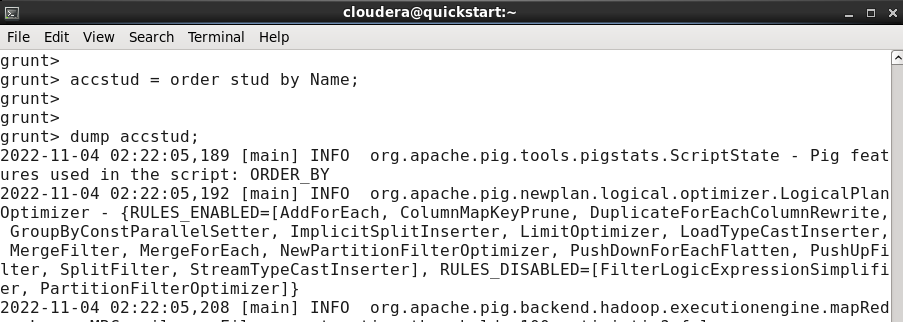 cloudera@quickstart:~
File Edit View Search Terminal Help
grunt>
grunt> accstud = order stud by Name;
grunt>
grunt>
grunt> dump accstud;
2022-11-04 02:22:05,189 [main] INFO  org.apache.pig.tools.pigstats.ScriptState - Pig feat
ures used in the script: ORDER_BY
2022-11-04 02:22:05,192 [main] INFO  org.apache.pig.newplan.logical.optimizer.LogicalPlan
Optimizer - {RULES_ENABLED=[AddForEach, ColumnMapKeyPrune, DuplicateForEachColumnRewrite,
 GroupByConstParallelSetter, ImplicitSplitInserter, LimitOptimizer, LoadTypeCastInserter,
 MergeFilter, MergeForEach, NewPartitionFilterOptimizer, PushDownForEachFlatten, PushUpFi
lter, SplitFilter, StreamTypeCastInserter], RULES_DISABLED=[FilterLogicExpressionSimplifi
er, PartitionFilterOptimizer]}
2022-11-04 02:22:05,208 [main] INFO  org.apache.pig.backend.hadoop.executionengine.mapRed